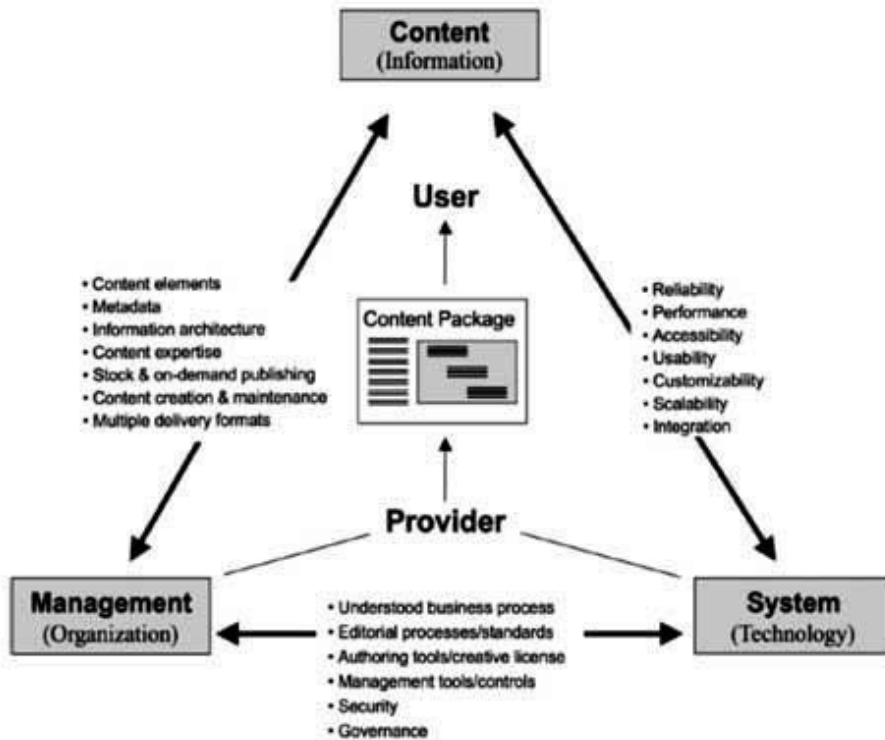 Content
(Information)
User
• Content elements
• Metadata
• Information architecture
• Content expertise
• Stock & on-demand publishing
• Content creation & maintenance
• Multiple delivery formats
Content Package
• Reliability
• Performance
• Accessibility
• Usability
• Customizability
• Scalability
• Integration
Provider
Management
(Organization)
• Understood business process
• Editorial processes/standards
• Authoring tools/creative license
• Management tools/controls
• Security
• Governance
System
(Technology)